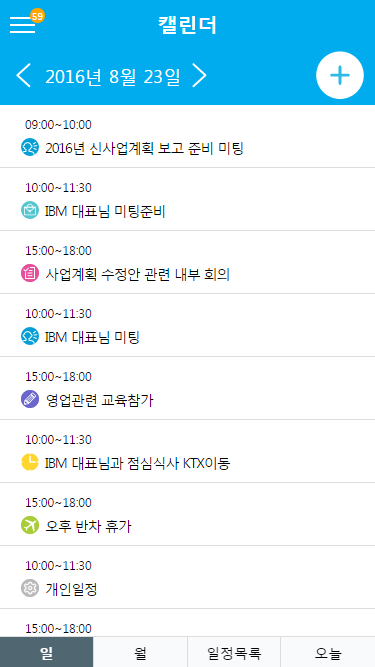 59
캘린더
2016년 8월 23일
09:00~10:00
2016년 신사업계획 보고 준비 미팅
10:00~11:30
IBM 대표님 미팅준비
15:00~18:00
사업계획 수정안 관련 내부 회의
10:00~11:30
IBM 대표님 미팅
15:00~18:00
영업관련 교육참가
10:00~11:30
IBM 대표님과 점심식사 KTX이동
15:00~18:00
오후 반차 휴가
10:00~11:30
개인일정
15:00~18:00
일 월 일정목록 오늘